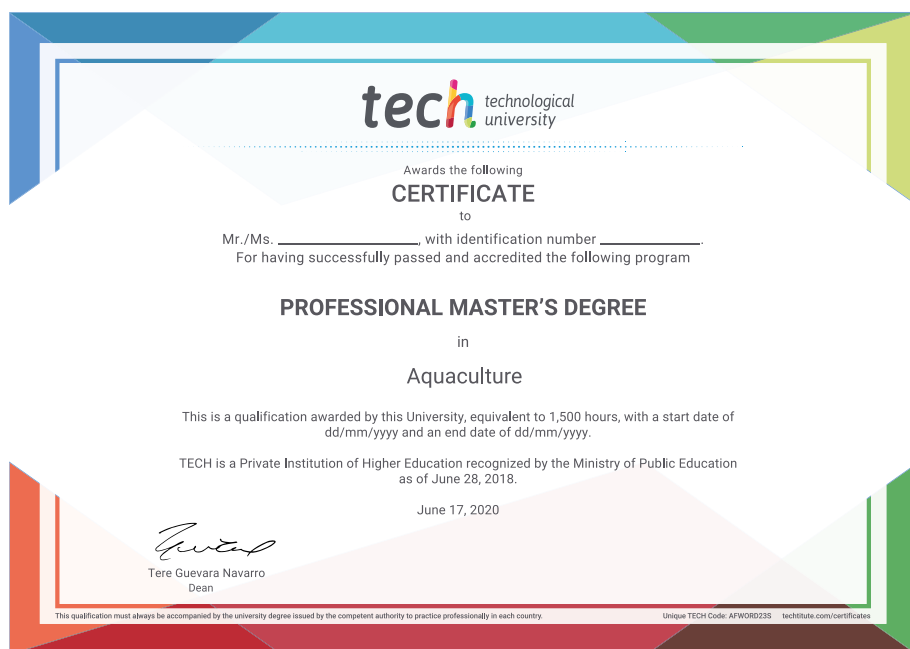 tech technological
university
Awards the following
CERTIFICATE
to
Mr./Ms. ____________________, with identification number ______________.
For having successfully passed and accredited the following program
PROFESSIONAL MASTER'S DEGREE
in
Aquaculture
This is a qualification awarded by this University, equivalent to 1,500 hours, with a start date of
dd/mm/yyyy and an end date of dd/mm/yyyy.
TECH is a Private Institution of Higher Education recognized by the Ministry of Public Education
as of June 28, 2018.
June 17, 2020
Tere Guevara Navarro
Dean
This qualification must always be accompanied by the university degree issued by the competent authority to practice professionally in each country.
Unique TECH Code: AFWORD23S techtitute.com/certificates